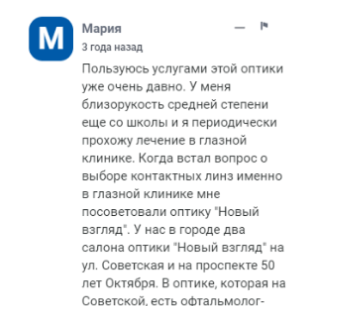 М
Мария
3 года назад
Пользуюсь услугами этой оптики
уже очень давно. У меня
близорукость средней степени
еще со школы и я периодически
прохожу лечение в глазной
клинике. Когда встал вопрос о
выборе контактных линз именно
в глазной клинике мне
посоветовали оптику "Новый
взгляд". У нас в городе два
салона оптики "Новый взгляд" на
ул. Советская и на проспекте 50
лет Октября. В оптике, которая на
Советской, есть офтальмолог-